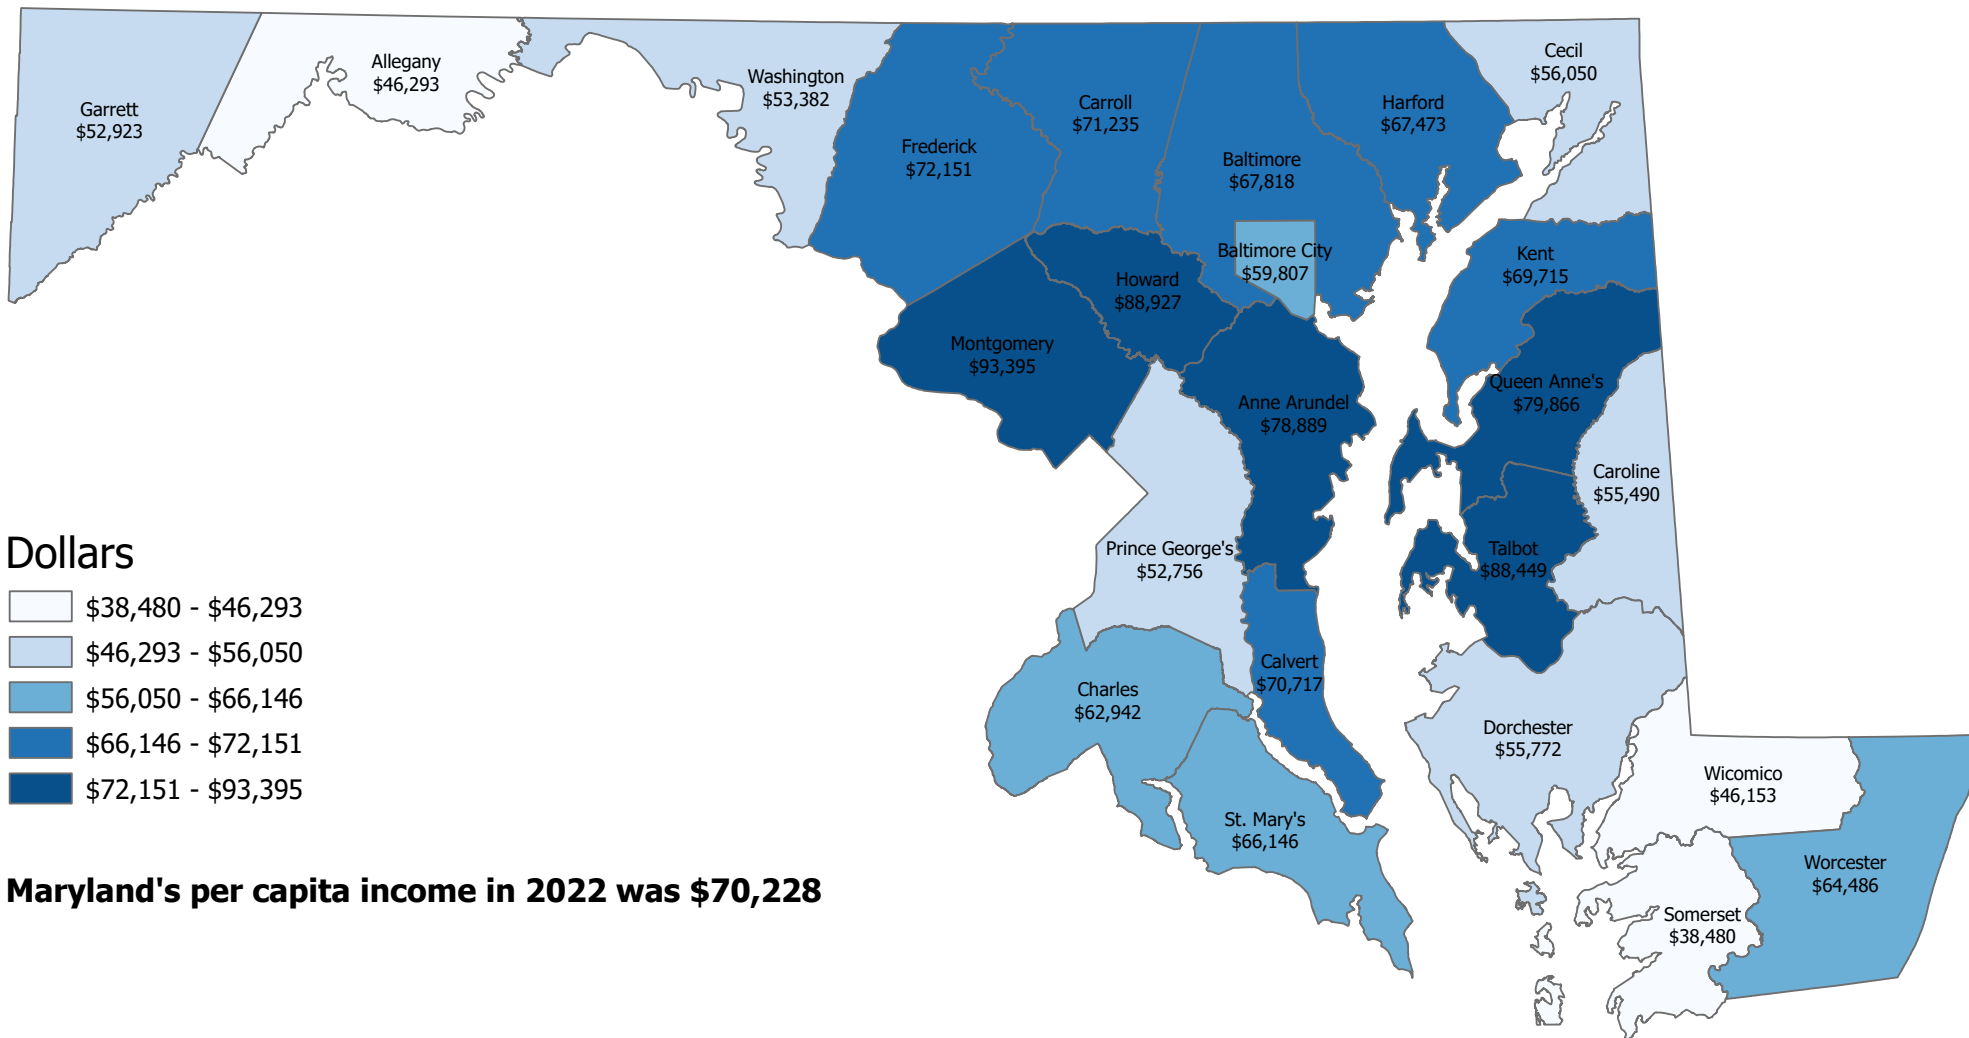 Garrett
$52,923
Allegany
$46,293
Washington
$53,382
Frederick
$72,151
Carroll
$71,235
Baltimore
$67,818
Baltimore City
$59,807
Harford
$67,473
Cecil
$56,050
Kent
$69,715
Howard
$88,927
Montgomery
$93,395
Anne Arundel
$78,889
Queen Anne's
$79,866
Caroline
$55,490
Talbot
$88,449
Prince George's
$52,756
Calvert
$70,717
Charles
$62,942
St. Mary's
$66,146
Dorchester
$55,772
Wicomico
$46,153
Worcester
$64,486
Somerset
$38,480
Dollars
$38,480 - $46,293
$46,293 - $56,050
$56,050 - $66,146
$66,146 - $72,151
$72,151 - $93,395
Maryland's per capita income in 2022 was $70,228